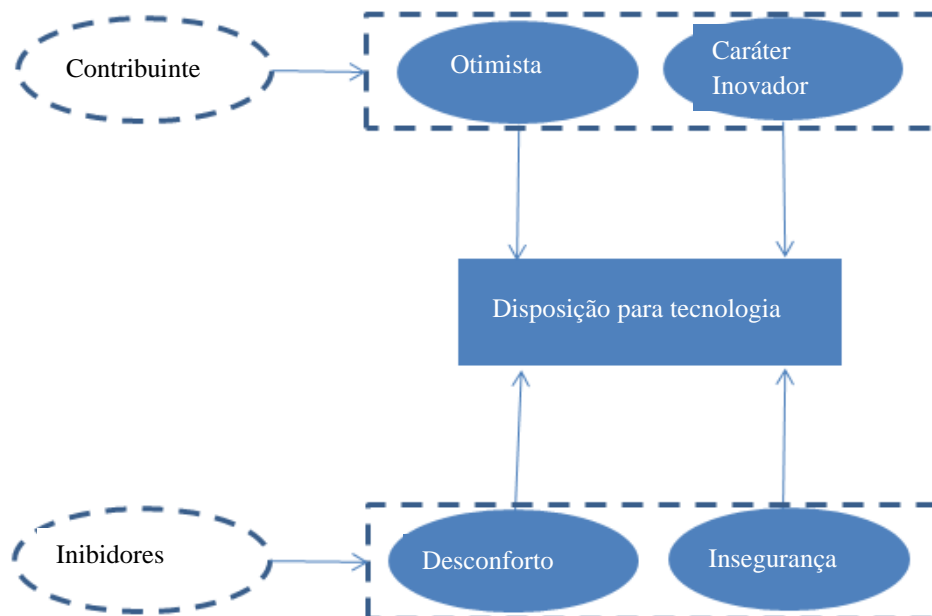 Contribuinte
Otimista
Caráter
Inovador
Disposição para tecnologia
Inibidores
Desconforto
Insegurança